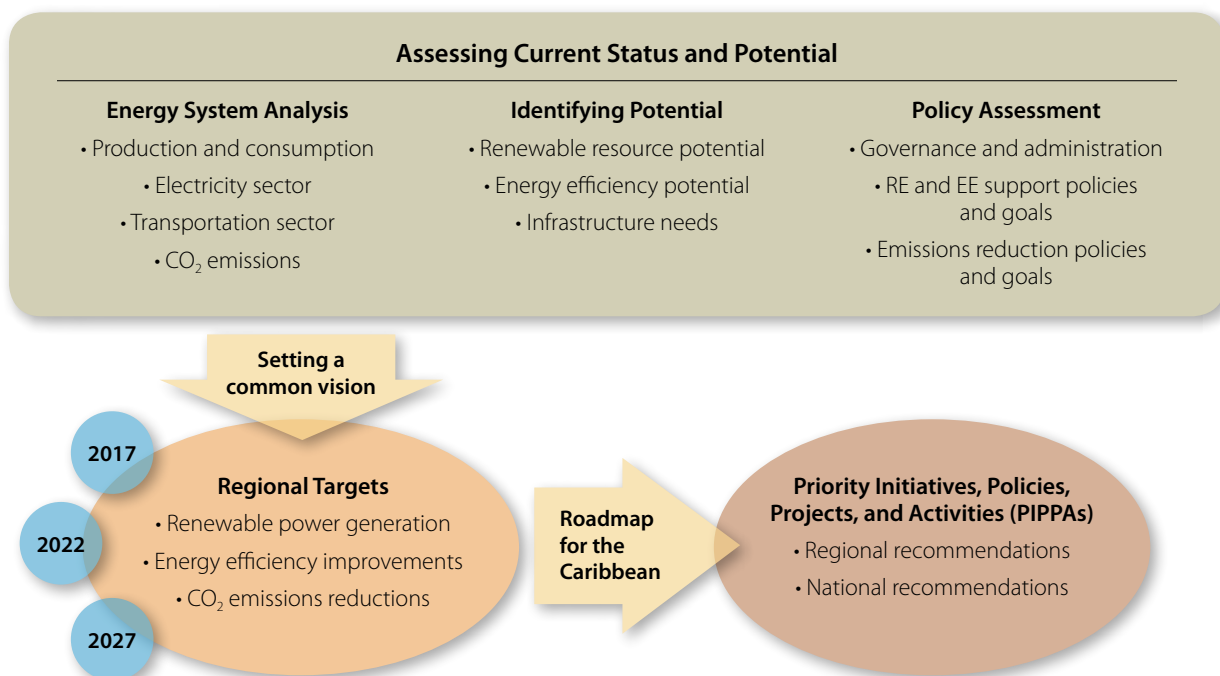 Assessing Current Status and Potential
Energy System Analysis
• Production and consumption
• Electricity sector
• Transportation sector
• CO₂ emissions
Identifying Potential
• Renewable resource potential
• Energy efficiency potential
• Infrastructure needs
Policy Assessment
• Governance and administration
• RE and EE support policies
and goals
• Emissions reduction policies
and goals
Setting a
common vision
2017
2022
2027
Regional Targets
• Renewable power generation
• Energy efficiency improvements
• CO₂ emissions reductions
Roadmap
for the
Caribbean
Priority Initiatives, Policies,
Projects, and Activities (PIPPAs)
• Regional recommendations
• National recommendations